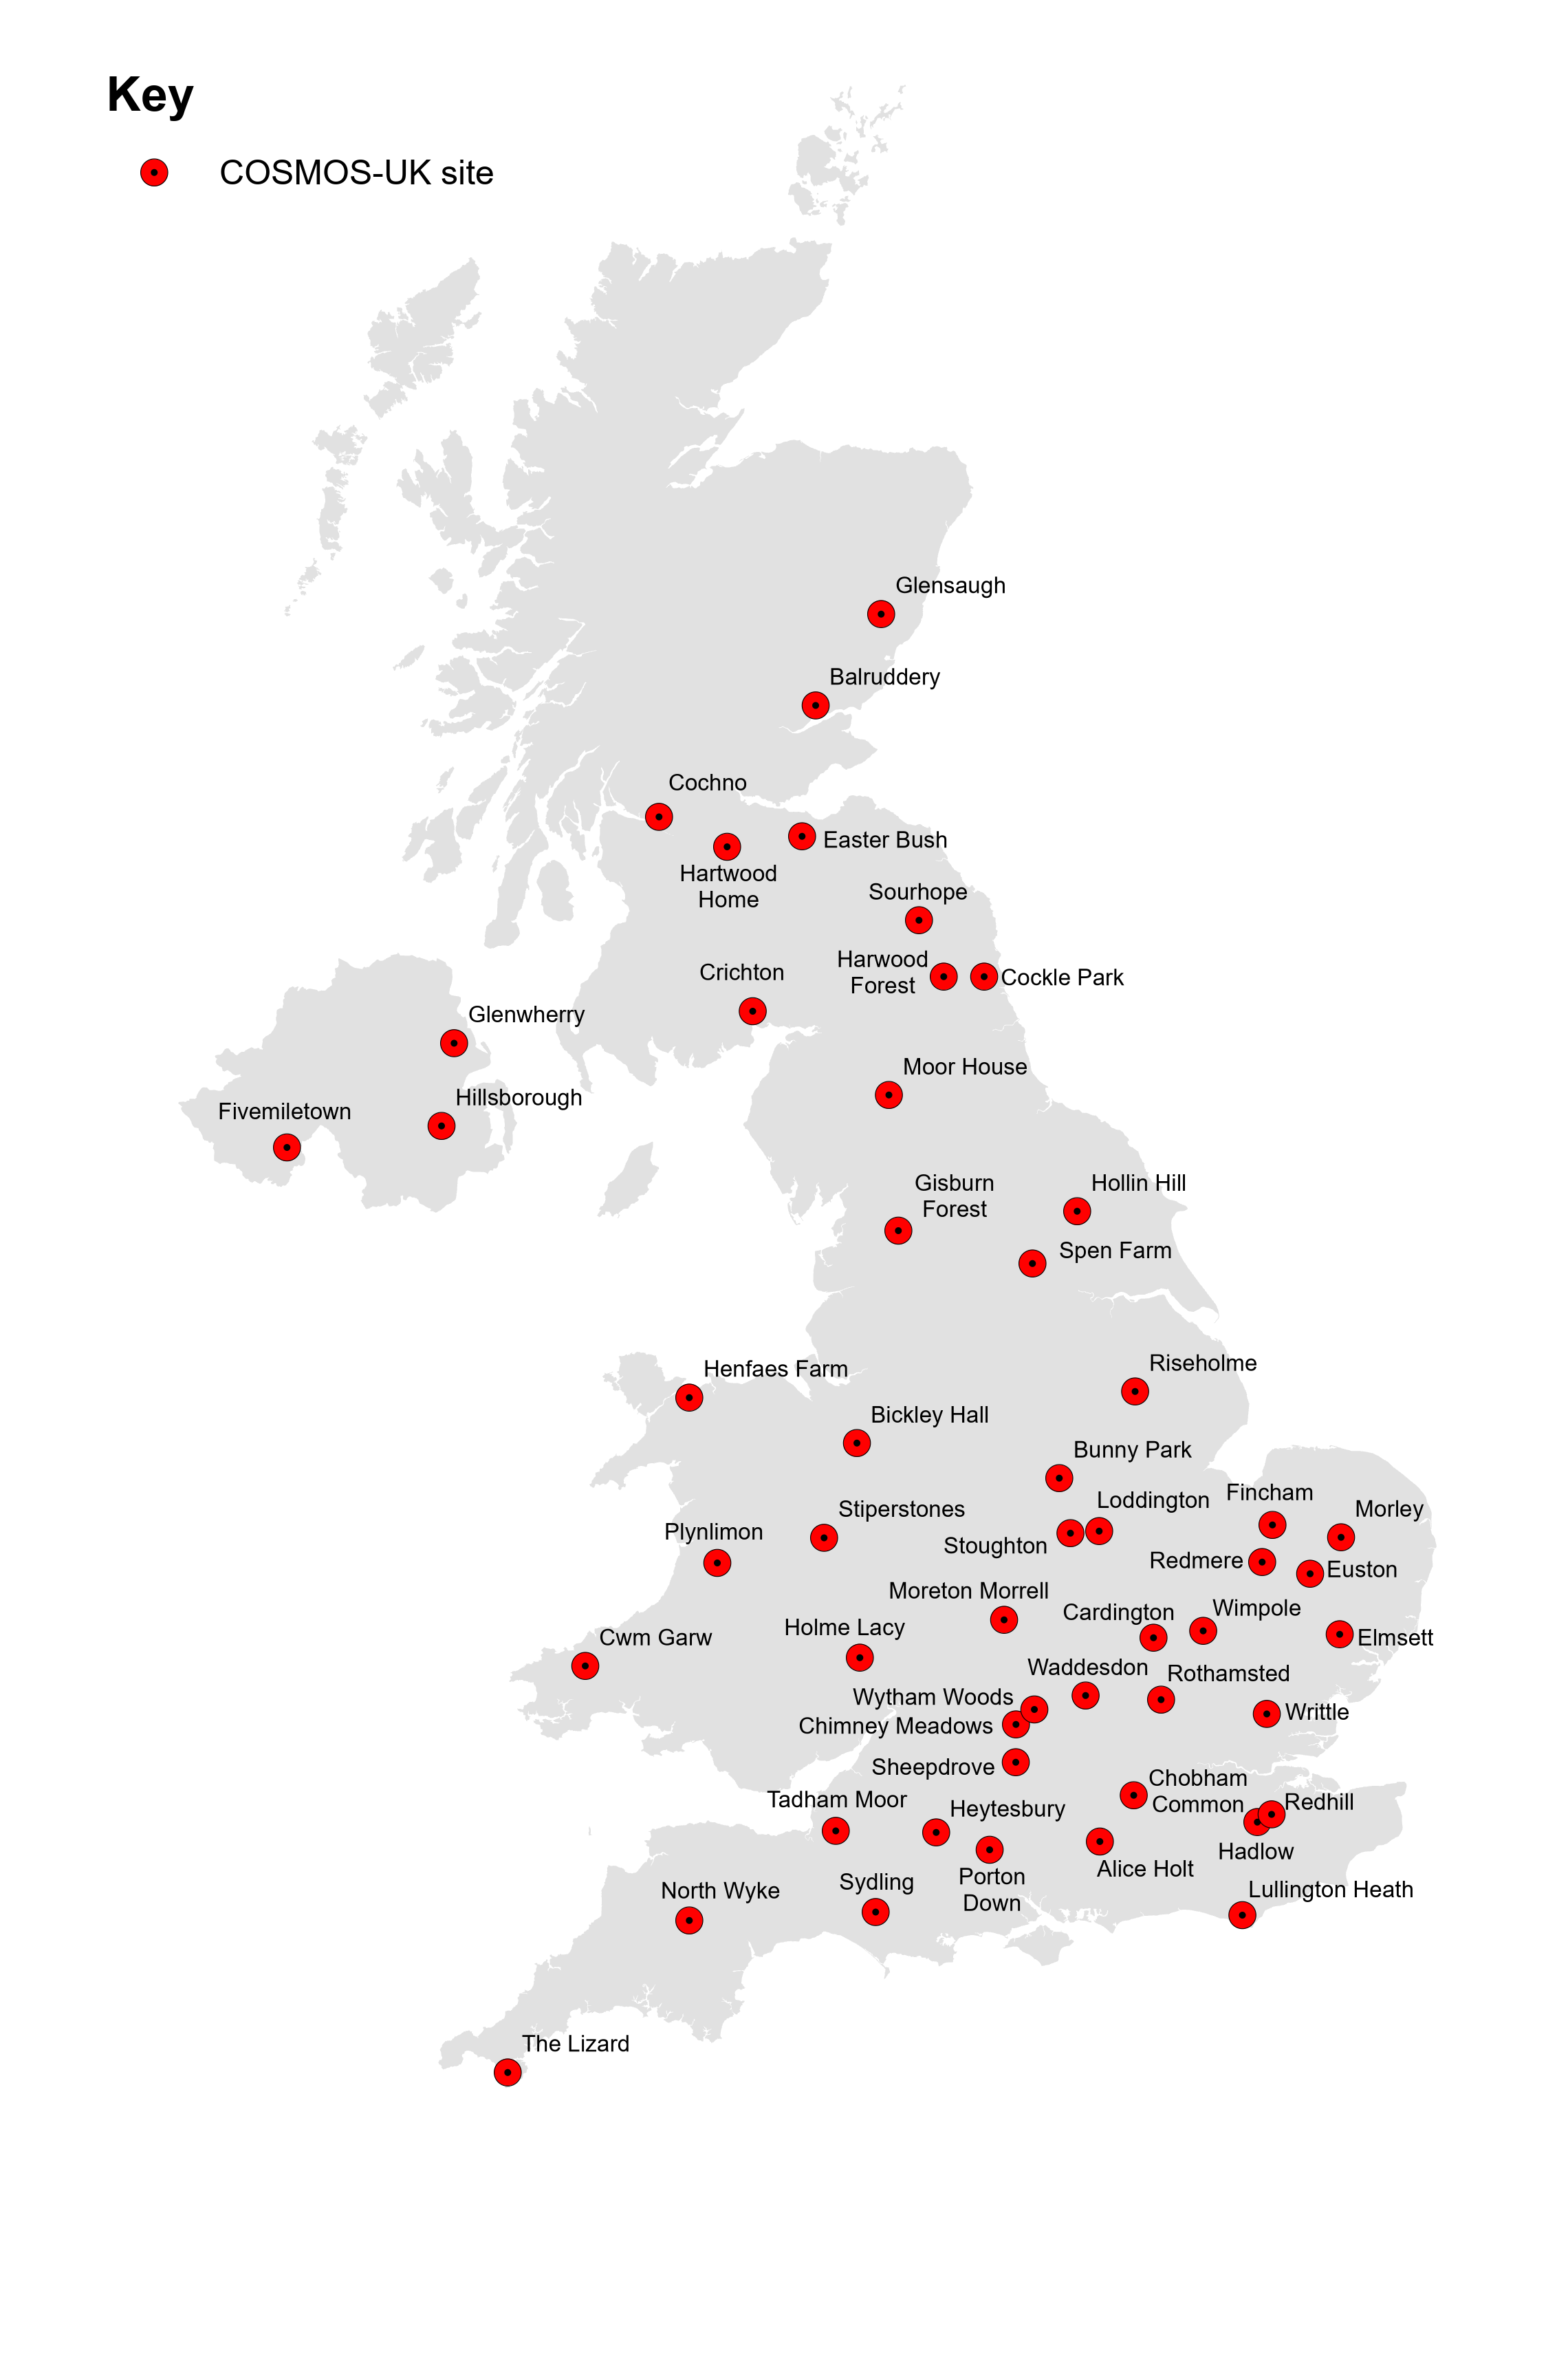 Key
COSMOS-UK site
Glensaugh
Balruddery
Cochno
Easter Bush
Hartwood
Home
Sourhope
Harwood
Forest
Cockle Park
Crichton
Glenwherry
Moor House
Hillsborough
Fivemiletown
Gisburn
Forest
Hollin Hill
Spen Farm
Henfaes Farm
Riseholme
Bickley Hall
Bunny Park
Fincham
Loddington
Morley
Stiperstones
Plynlimon
Stoughton
Redmere
Euston
Moreton Morrell
Wimpole
Cardington
Holme Lacy
Cwm Garw
Elmsett
Waddesdon
Rothamsted
Wytham Woods
Writtle
Chimney Meadows
Sheepdrove
Chobham
Common
Tadham Moor
Redhill
Heytesbury
Hadlow
Alice Holt
Porton
Down
Sydling
North Wyke
Lullington Heath
The Lizard